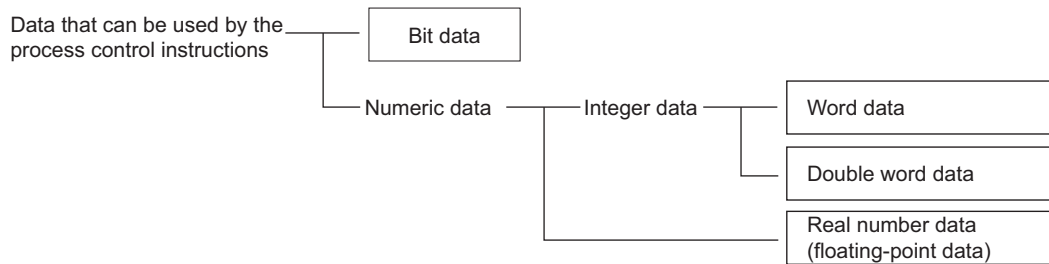 Data that can be used by the
process control instructions
Bit data
Numeric data
Integer data
Word data
Double word data
Real number data
(floating-point data)